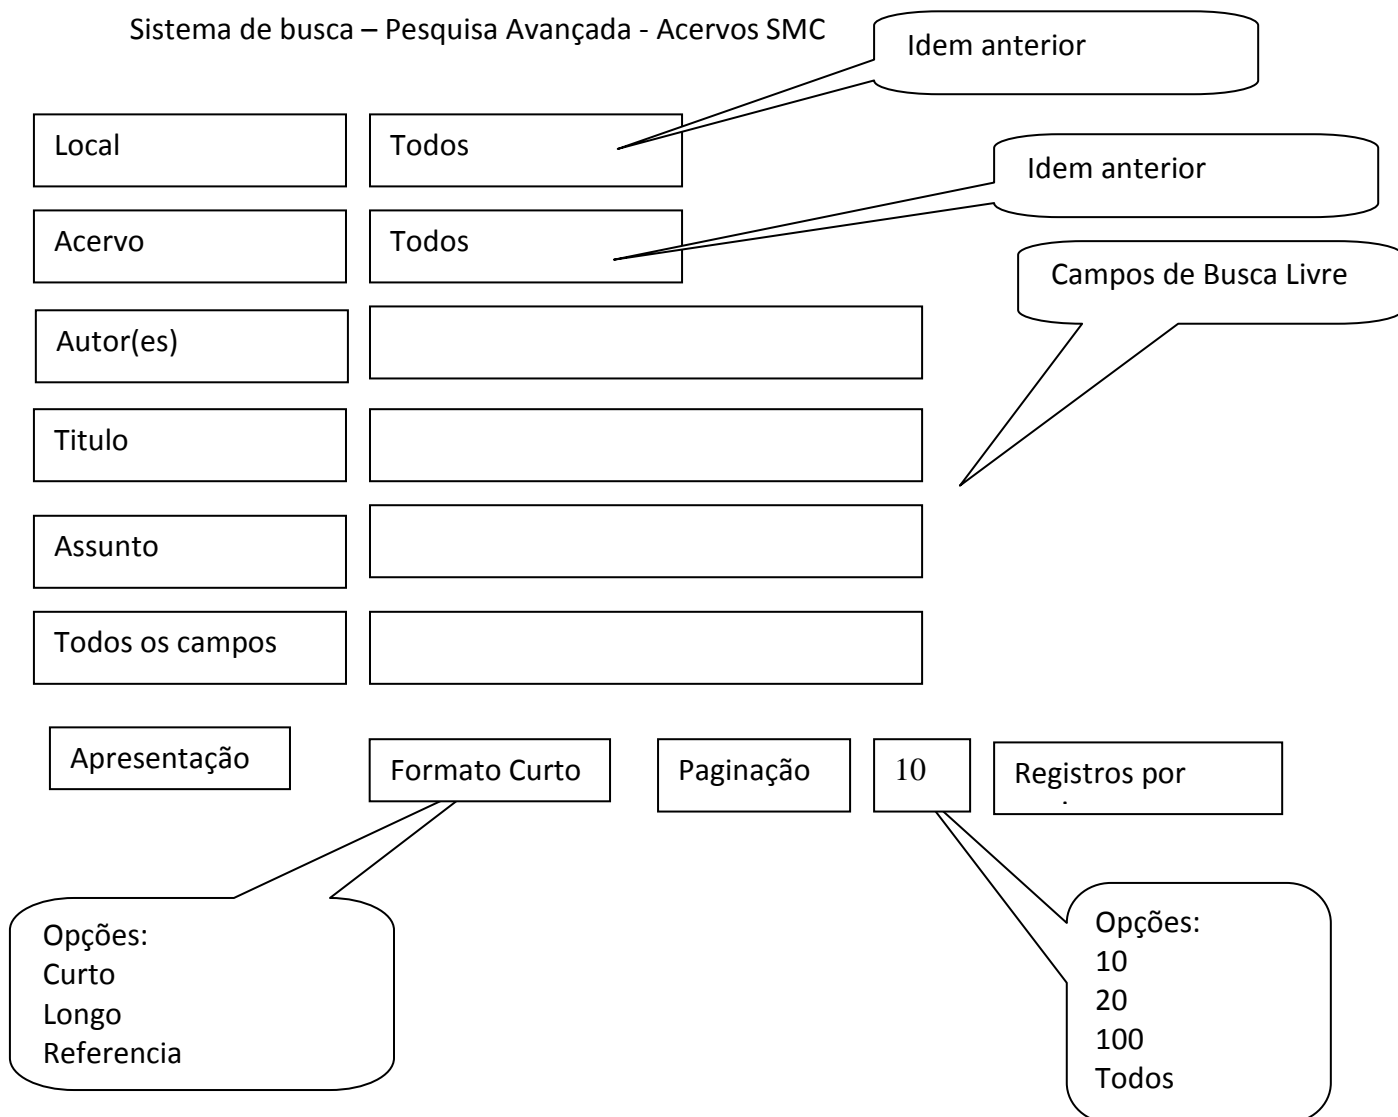 Sistema de busca – Pesquisa Avançada - Acervos SMC
Idem anterior
Local
Todos
Idem anterior
Acervo
Todos
Campos de Busca Livre
Autor(es)
Titulo
Assunto
Todos os campos
Apresentação
Formato Curto
Paginação
10
Registros por
Opções:
Curto
Longo
Referencia
Opções:
10
20
100
Todos